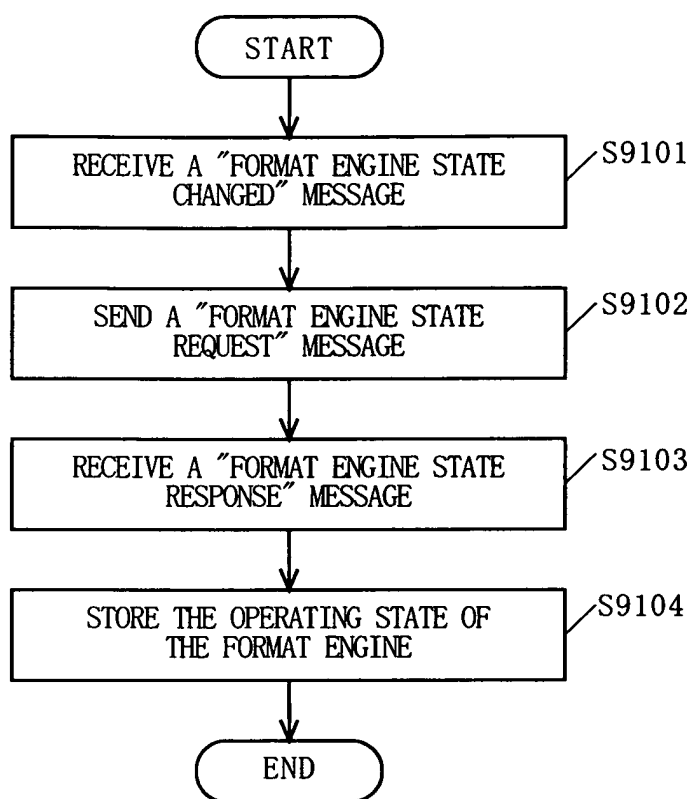 START
RECEIVE A "FORMAT ENGINE STATE
CHANGED" MESSAGE
S9101
SEND A "FORMAT ENGINE STATE
REQUEST" MESSAGE
S9102
RECEIVE A "FORMAT ENGINE STATE
RESPONSE" MESSAGE
S9103
STORE THE OPERATING STATE OF
THE FORMAT ENGINE
S9104
END